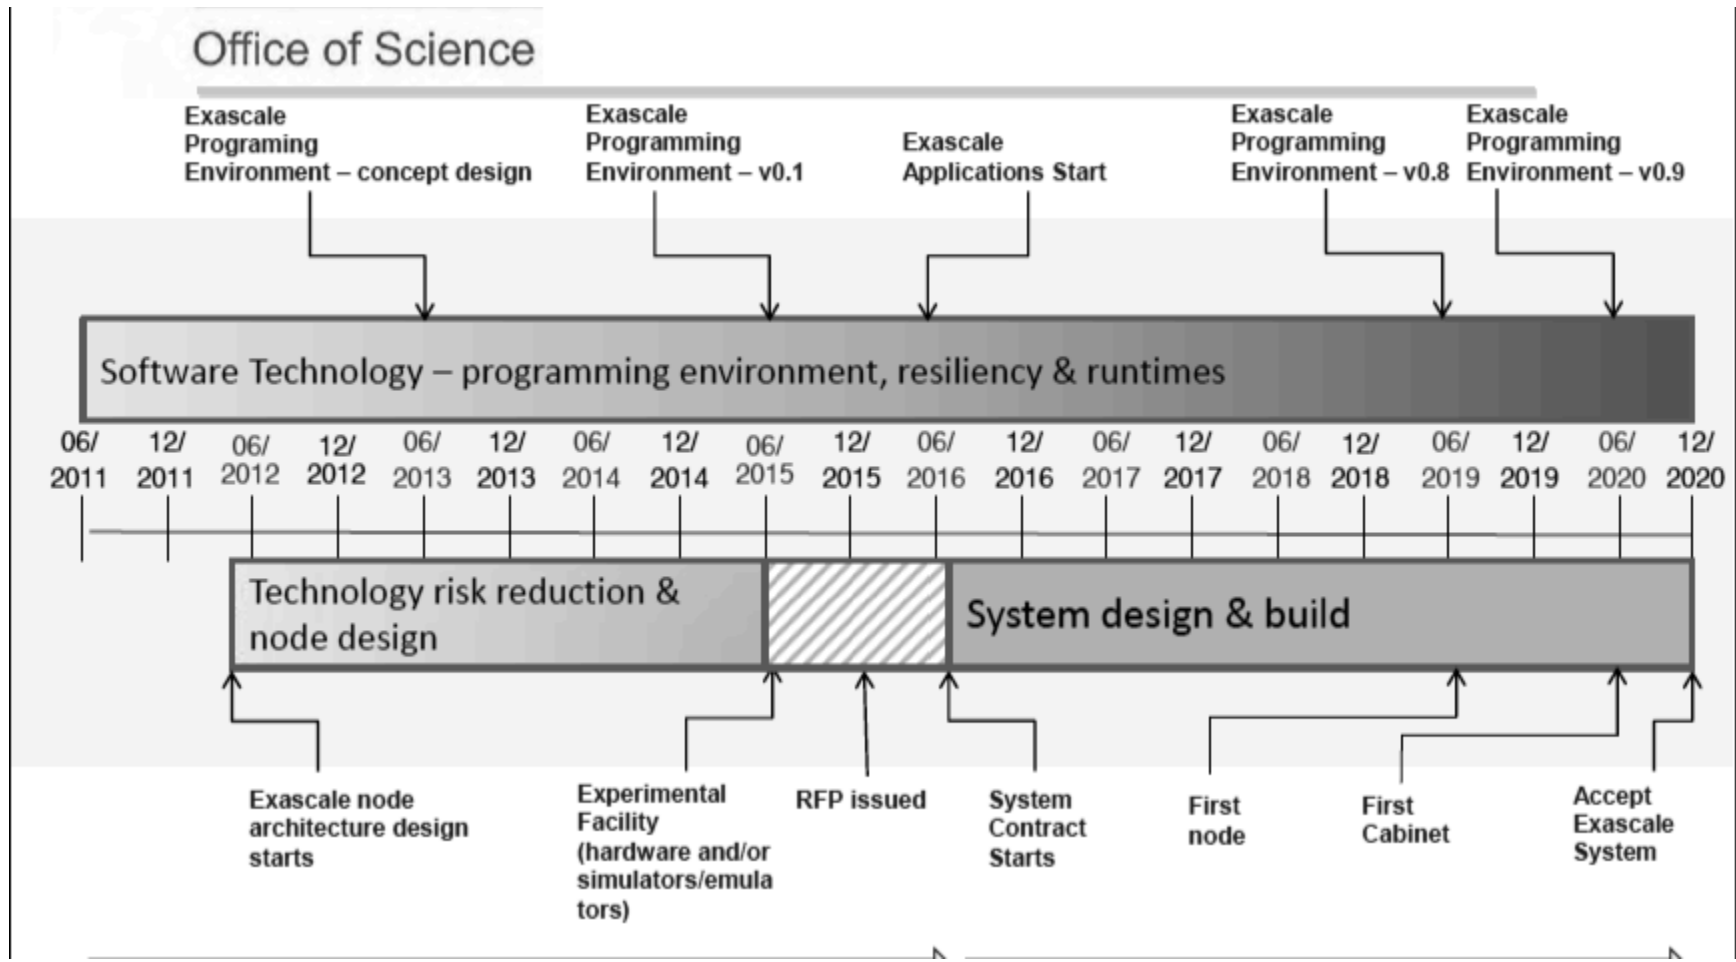 Office of Science
Exascale
Programing
Environment – concept design
Exascale
Programming
Environment – v0.1
Exascale
Applications Start
Exascale
Programming
Environment – v0.8
Exascale
Programming
Environment – v0.9
Software Technology – programming environment, resiliency & runtimes
06/ 12/ 06/ 12/ 06/ 12/ 06/ 12/ 06/ 12/ 06/ 12/ 06/ 12/ 06/ 12/ 06/ 12/ 06/ 12/
2011 2011 2012 2012 2013 2013 2014 2014 2015 2015 2016 2016 2017 2017 2018 2018 2019 2019 2020 2020
Technology risk reduction &
node design
System design & build
Exascale node
architecture design
starts
Experimental
Facility
(hardware and/or
simulators/emula
tors)
RFP issued
System
Contract
Starts
First
node
First
Cabinet
Accept
Exascale
System